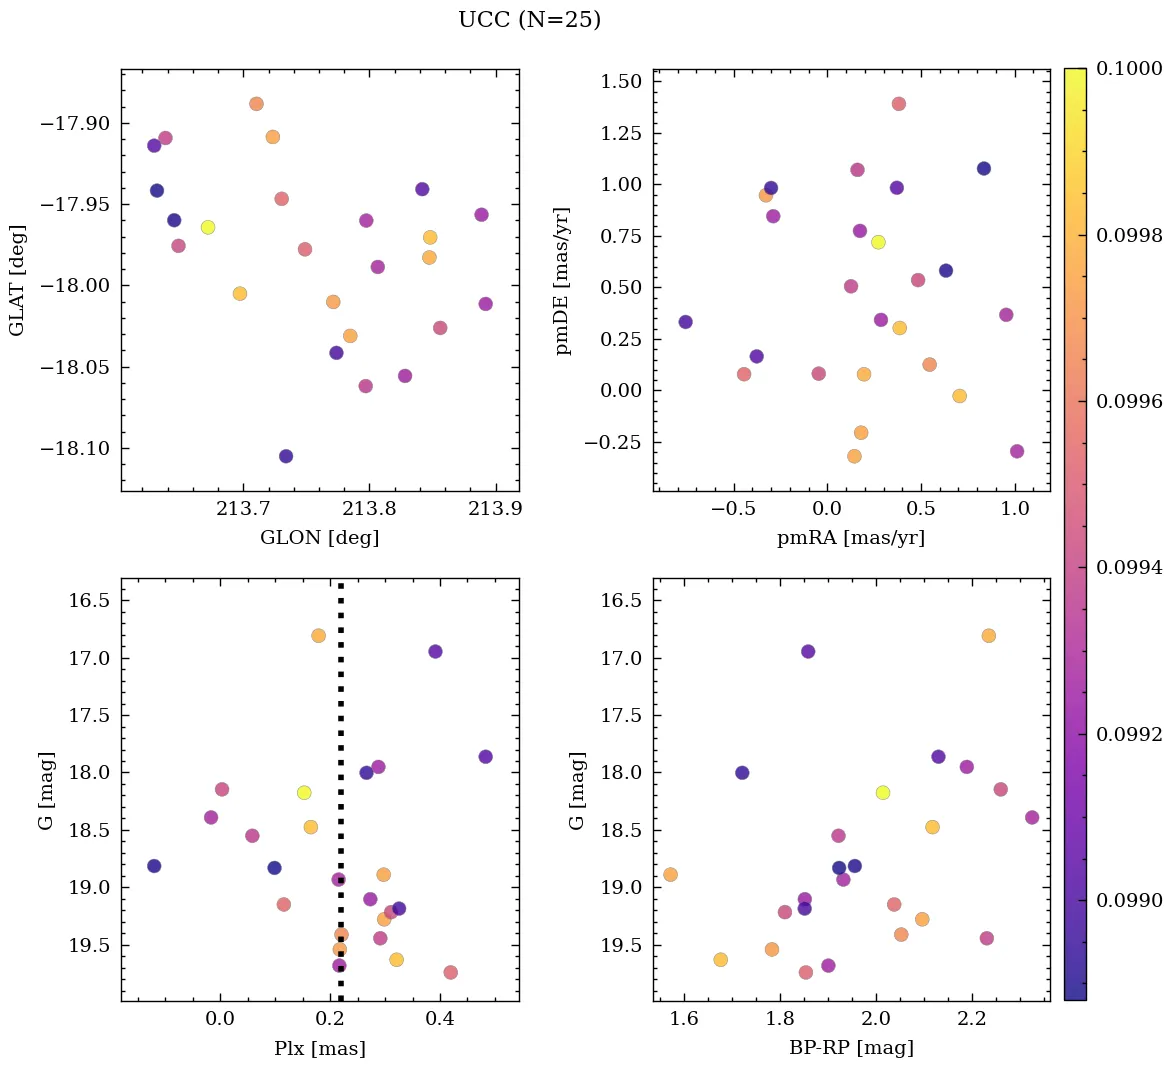 UCC (N=25)
−17.90
−17.95
−18.00
−18.05
−18.10
GLAT [deg]
213.7 213.8 213.9
GLON [deg]
1.50
1.25
1.00
0.75
0.50
0.25
0.00
−0.25
pmDE [mas/yr]
−0.5 0.0 0.5 1.0
pmRA [mas/yr]
16.5
17.0
17.5
18.0
18.5
19.0
19.5
G [mag]
0.0 0.2 0.4
Plx [mas]
16.5
17.0
17.5
18.0
18.5
19.0
19.5
G [mag]
1.6 1.8 2.0 2.2
BP-RP [mag]
0.1000
0.0998
0.0996
0.0994
0.0992
0.0990